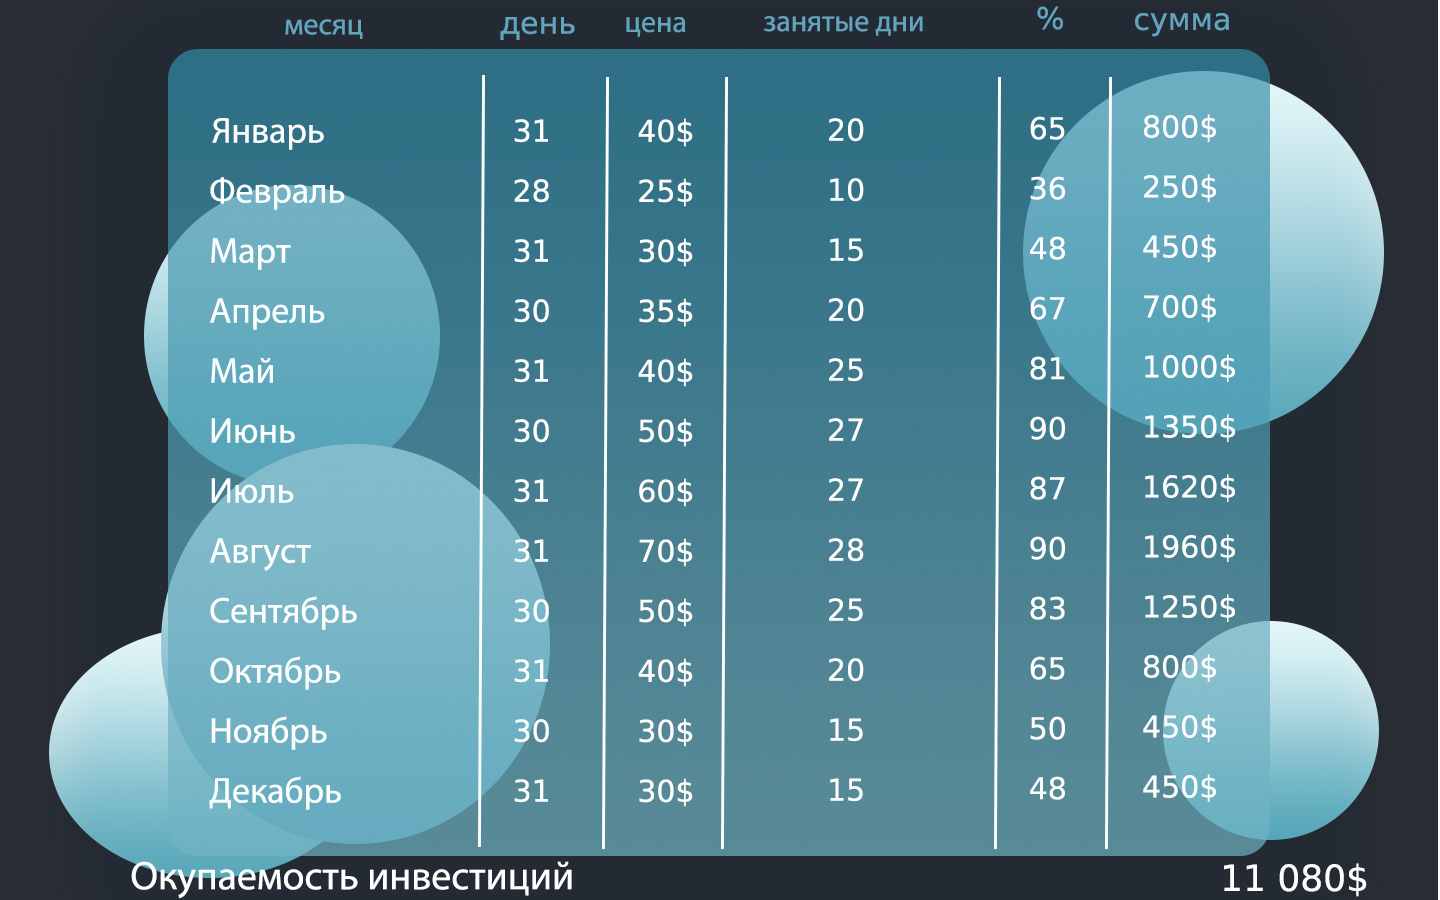 месяц день цена занятые дни % сумма
Январь 31 40$ 20 65 800$
Февраль 28 25$ 10 36 250$
Март 31 30$ 15 48 450$
Апрель 30 35$ 20 67 700$
Май 31 40$ 25 81 1000$
Июнь 30 50$ 27 90 1350$
Июль 31 60$ 27 87 1620$
Август 31 70$ 28 90 1960$
Сентябрь 30 50$ 25 83 1250$
Октябрь 31 40$ 20 65 800$
Ноябрь 30 30$ 15 50 450$
Декабрь 31 30$ 15 48 450$
Окупаемость инвестиций 11 080$